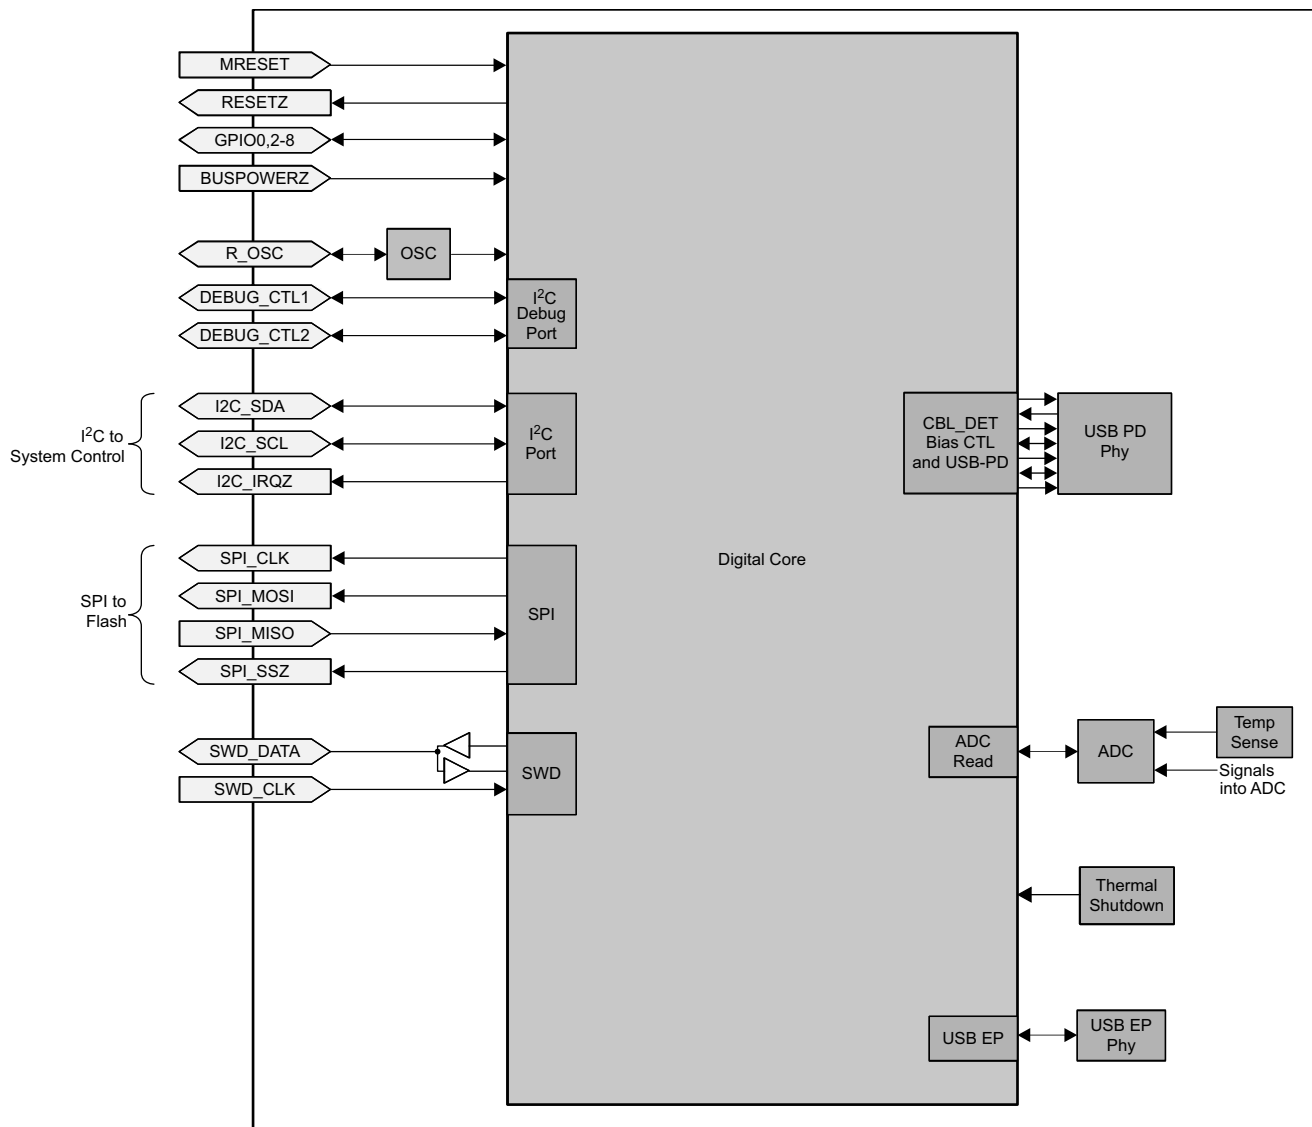 MRESET
RESETZ
GPIO0,2-8
BUSPOWERZ
R_OSC
OSC
DEBUG_CTL1
DEBUG_CTL2
I²C
Debug
Port
I²C to
System Control
I2C_SDA
I2C_SCL
I2C_IRQZ
I²C
Port
CBL_DET
Bias CTL
and USB-PD
USB PD
Phy
Digital Core
SPI to
Flash
SPI_CLK
SPI_MOSI
SPI_MISO
SPI_SSZ
SPI
SWD_DATA
SWD_CLK
SWD
ADC
Read
ADC
Temp
Sense
Signals
into ADC
Thermal
Shutdown
USB EP
USB EP
Phy